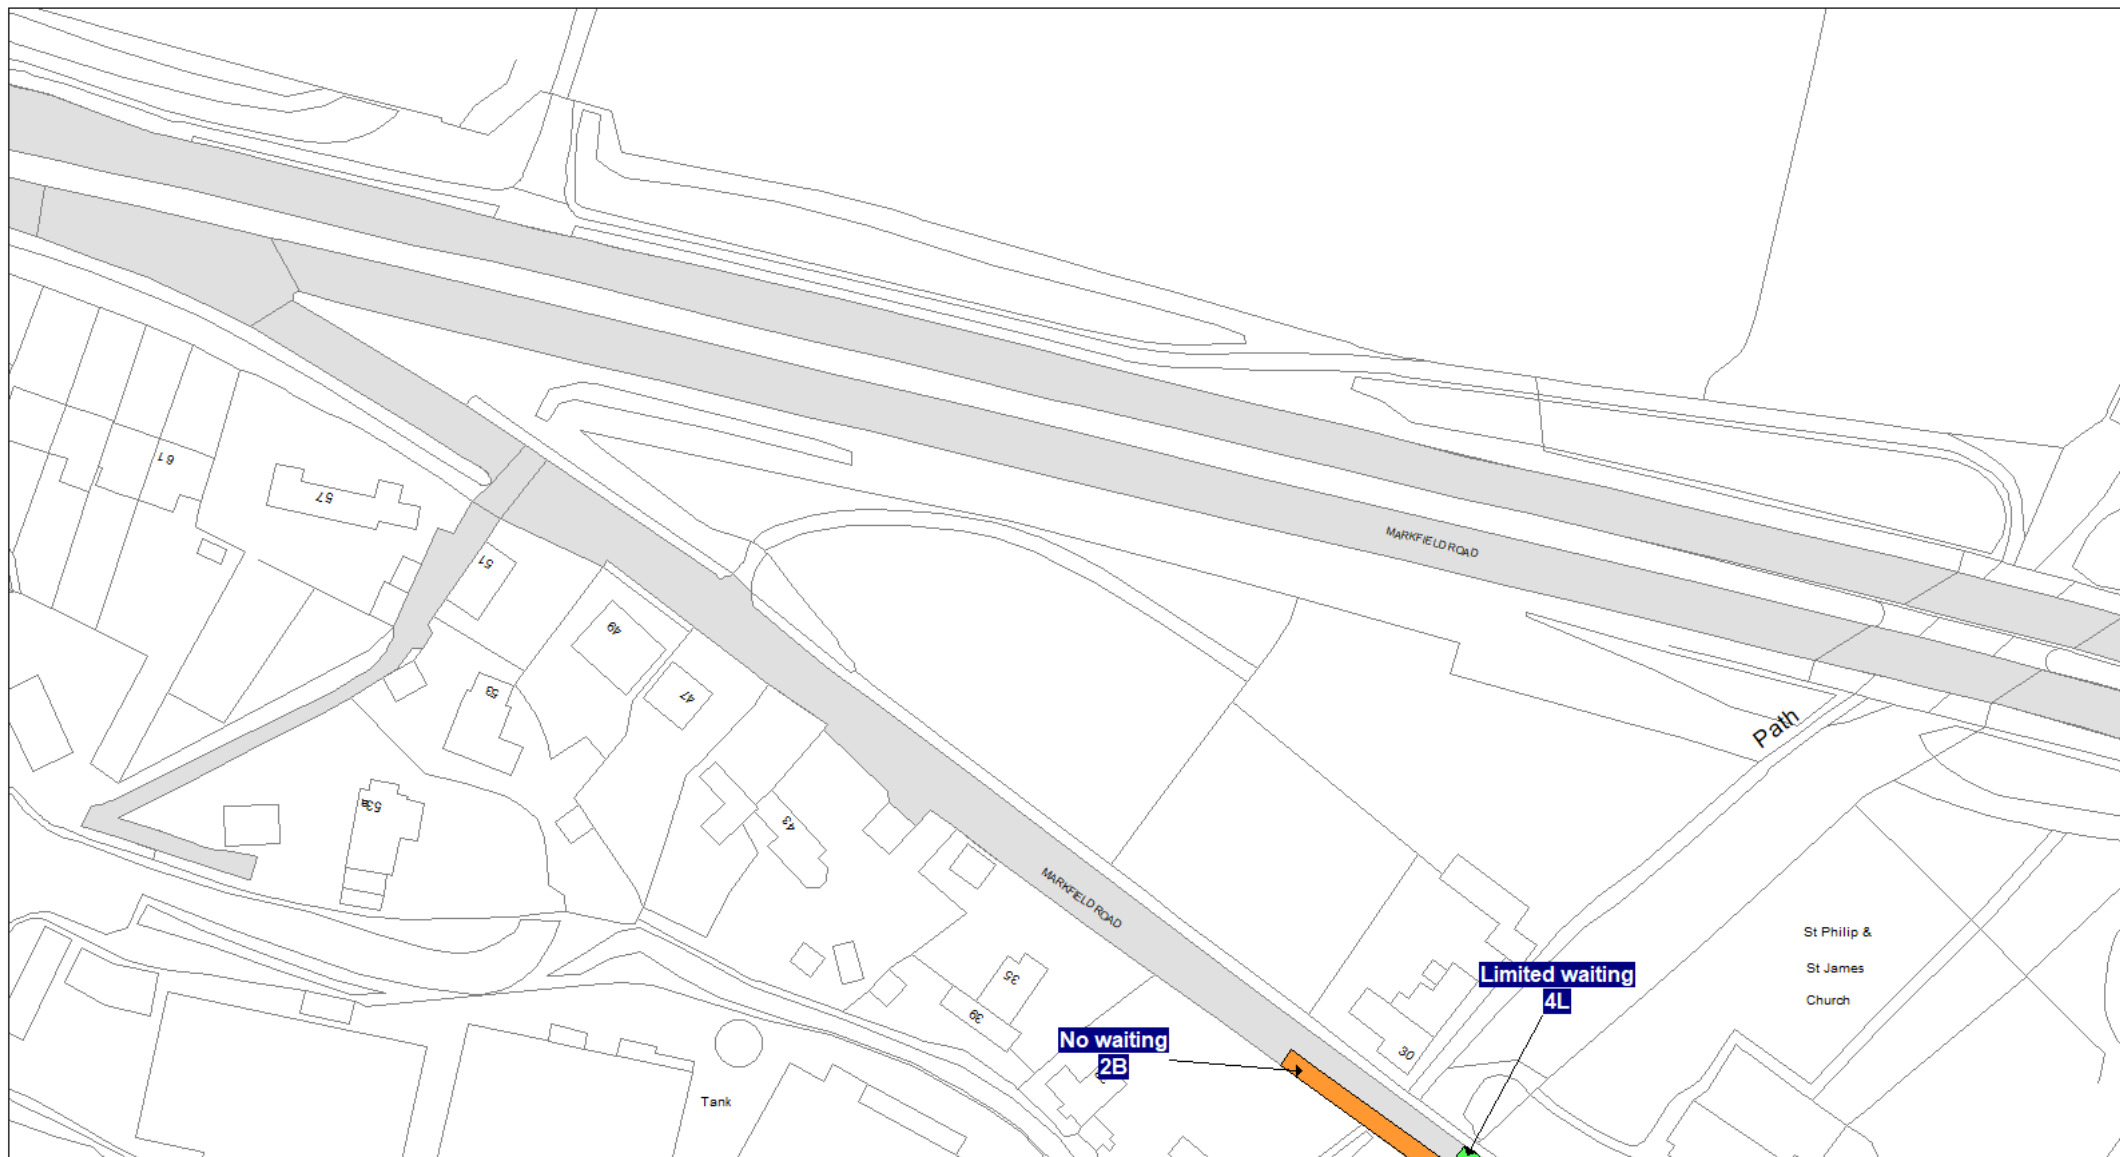 61
57
51
49
47
53
53a
43
MARKFIELD ROAD
Path
MARKFIELD ROAD
35
39
30
St Philip &
St James
Church
Limited waiting
4L
No waiting
2B
Tank